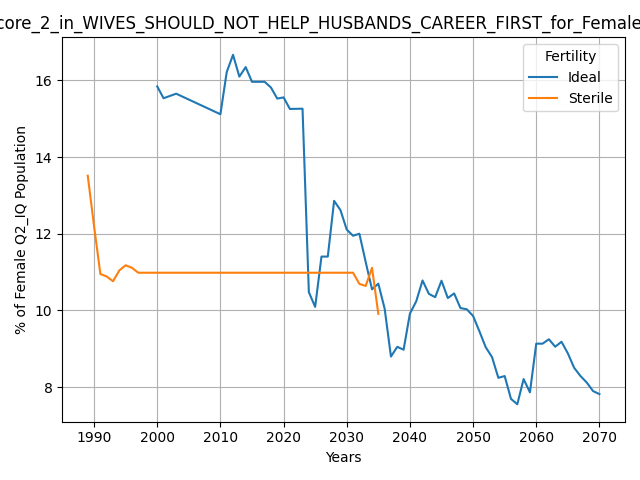 core_2_in_WIVES_SHOULD_NOT_HELP_HUSBANDS_CAREER_FIRST_for_Female
Fertility
Ideal
Sterile
% of Female Q2_IQ Population
16
14
12
10
8
1990 2000 2010 2020 2030 2040 2050 2060 2070
Years